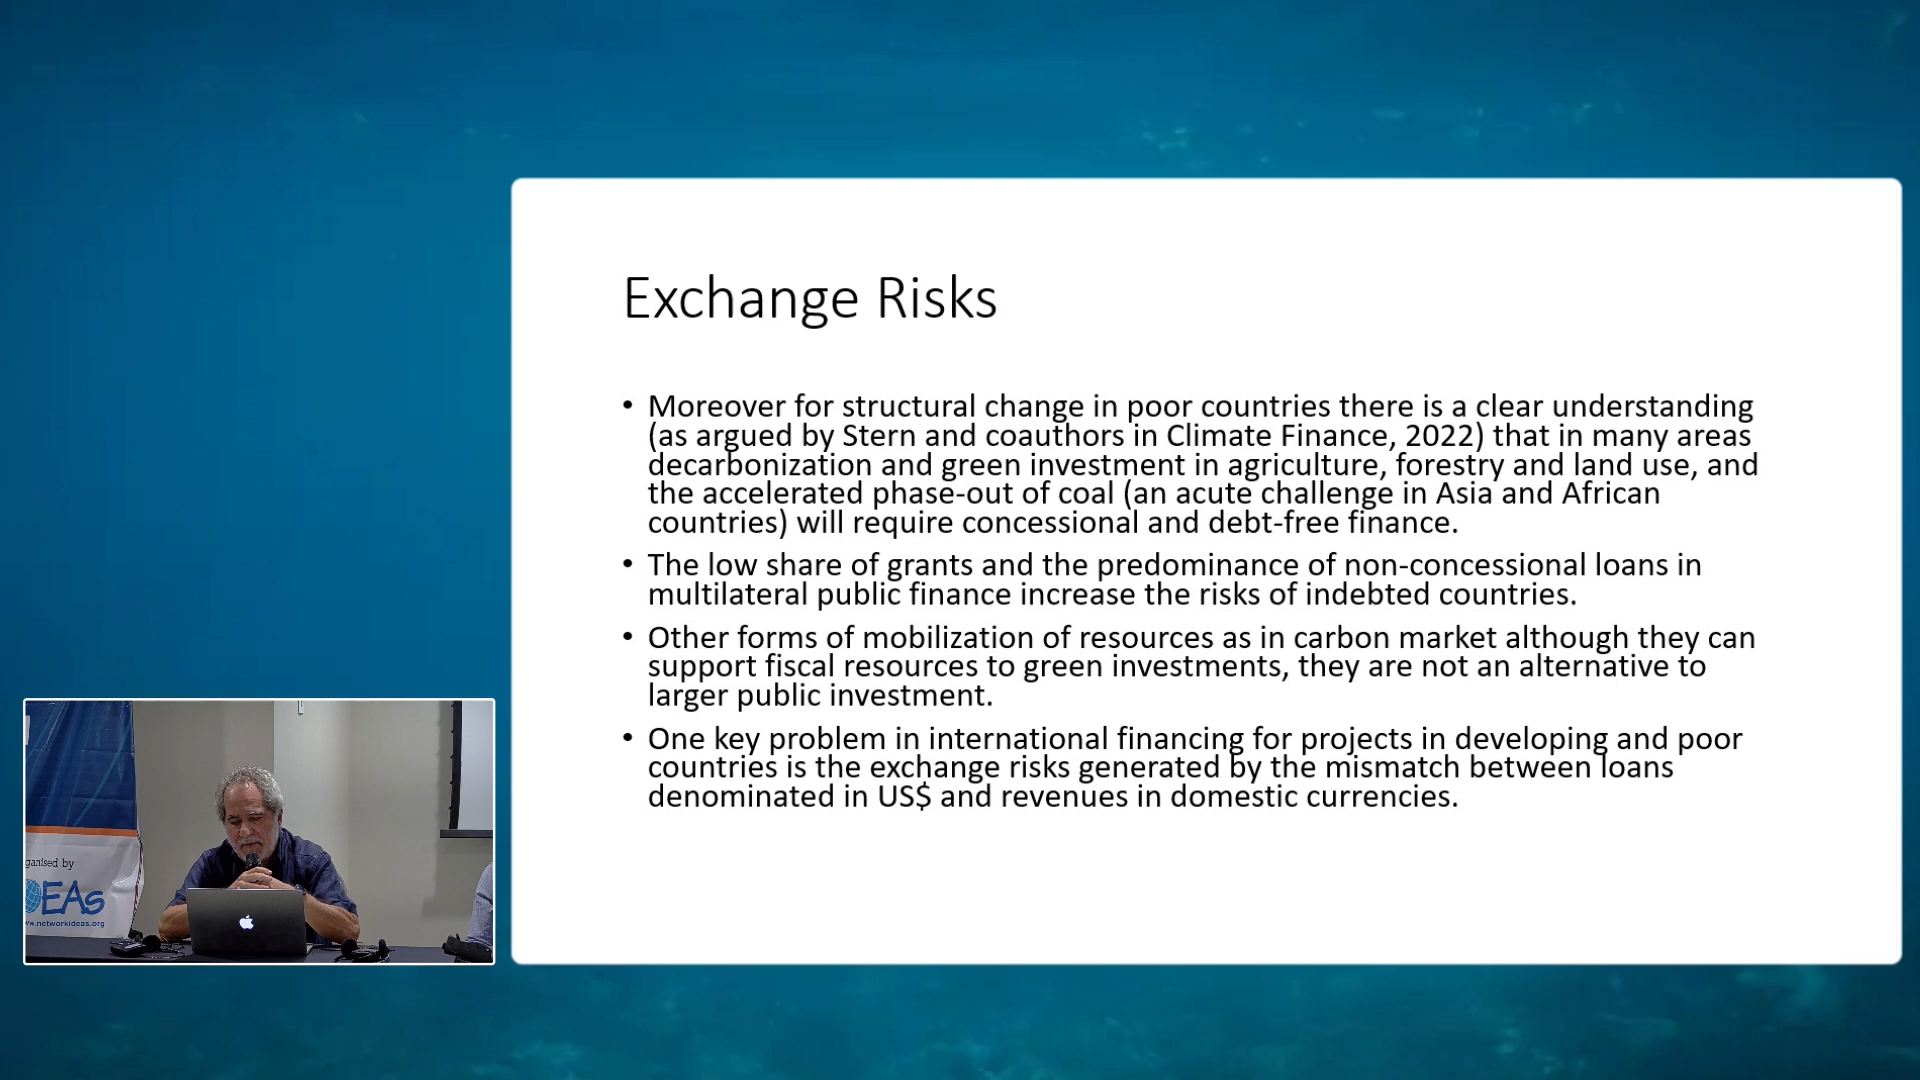 Exchange Risks
• Moreover for structural change in poor countries there is a clear understanding
(as argued by Stern and coauthors in Climate Finance, 2022) that in many areas
decarbonization and green investment in agriculture, forestry and land use, and
the accelerated phase-out of coal (an acute challenge in Asia and African
countries) will require concessional and debt-free finance.
• The low share of grants and the predominance of non-concessional loans in
multilateral public finance increase the risks of indebted countries.
• Other forms of mobilization of resources as in carbon market although they can
support fiscal resources to green investments, they are not an alternative to
larger public investment.
• One key problem in international financing for projects in developing and poor
countries is the exchange risks generated by the mismatch between loans
denominated in US$ and revenues in domestic currencies.
ganised by
EAs
w.networkideas.org